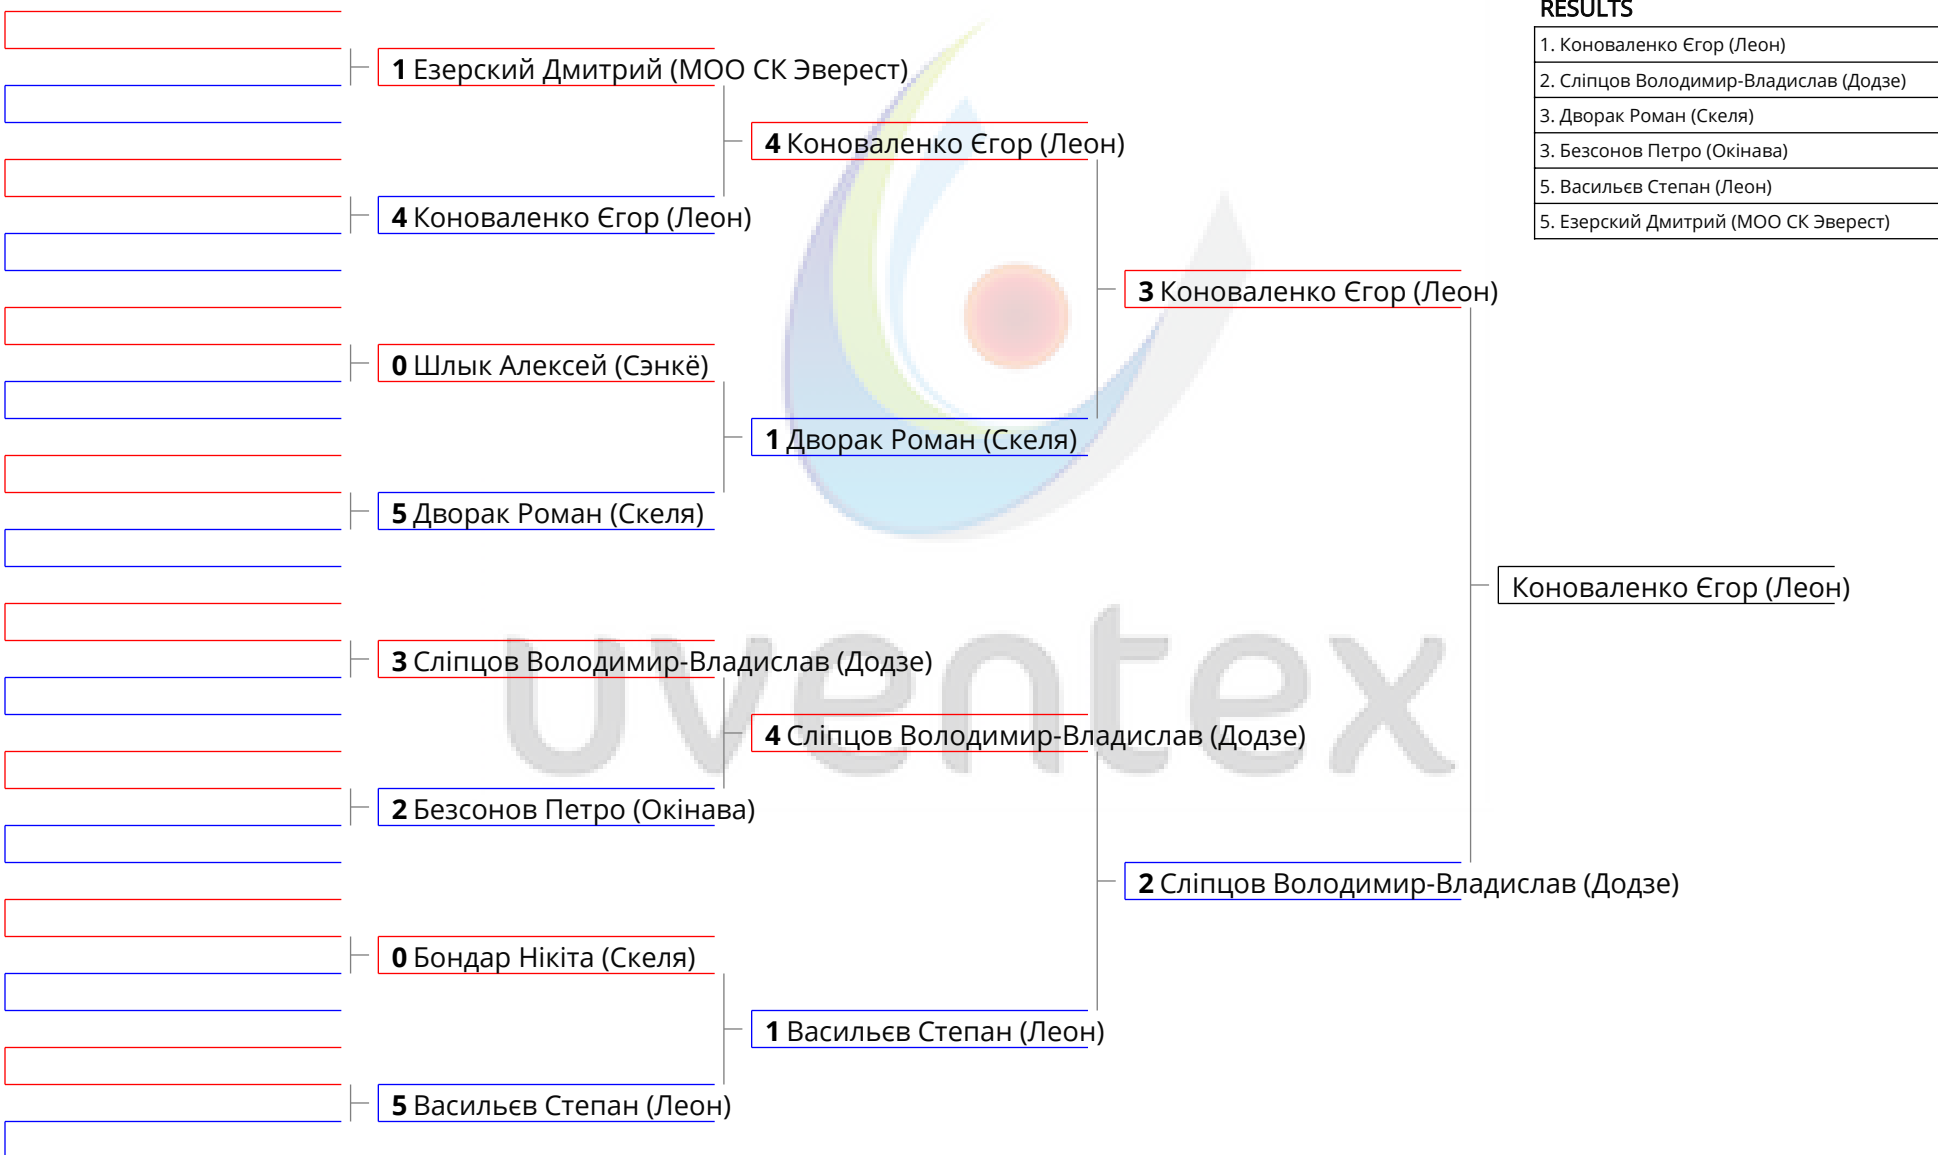 RESULTS
1. Коноваленко Єгор (Леон)
2. Сліпцов Володимир-Владислав (Додзе)
3. Дворак Роман (Скеля)
3. Безсонов Петро (Окінава)
5. Васильєв Степан (Леон)
5. Езерский Дмитрий (МОО СК Эверест)
1 Езерский Дмитрий (МОО СК Эверест)
4 Коноваленко Єгор (Леон)
0 Шлык Алексей (Сэнкё)
5 Дворак Роман (Скеля)
3 Сліпцов Володимир-Владислав (Додзе)
2 Безсонов Петро (Окінава)
0 Бондар Нікіта (Скеля)
5 Васильєв Степан (Леон)
4 Коноваленко Єгор (Леон)
1 Дворак Роман (Скеля)
4 Сліпцов Володимир-Владислав (Додзе)
1 Васильєв Степан (Леон)
3 Коноваленко Єгор (Леон)
2 Сліпцов Володимир-Владислав (Додзе)
Коноваленко Єгор (Леон)
uventex